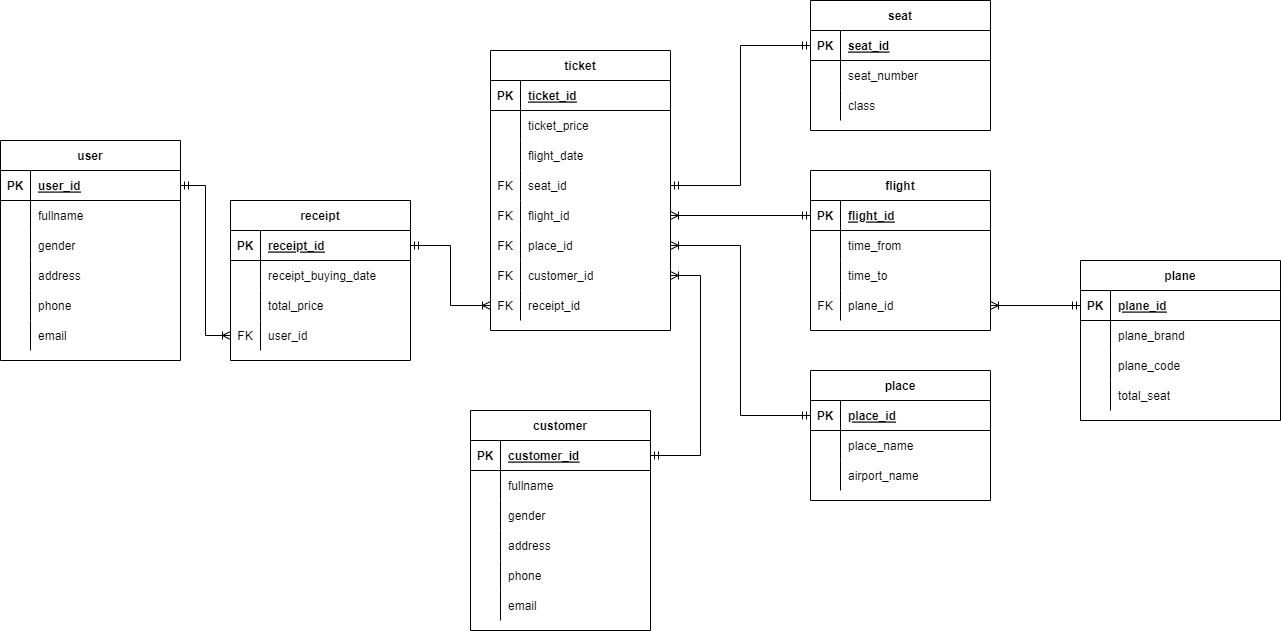 user
PK user_id
fullname
gender
address
phone
email
receipt
PK receipt_id
receipt_buying_date
total_price
FK user_id
ticket
PK ticket_id
ticket_price
flight_date
FK seat_id
FK flight_id
FK place_id
FK customer_id
FK receipt_id
customer
PK customer_id
fullname
gender
address
phone
email
seat
PK seat_id
seat_number
class
flight
PK flight_id
time_from
time_to
FK plane_id
place
PK place_id
place_name
airport_name
plane
PK plane_id
plane_brand
plane_code
total_seat